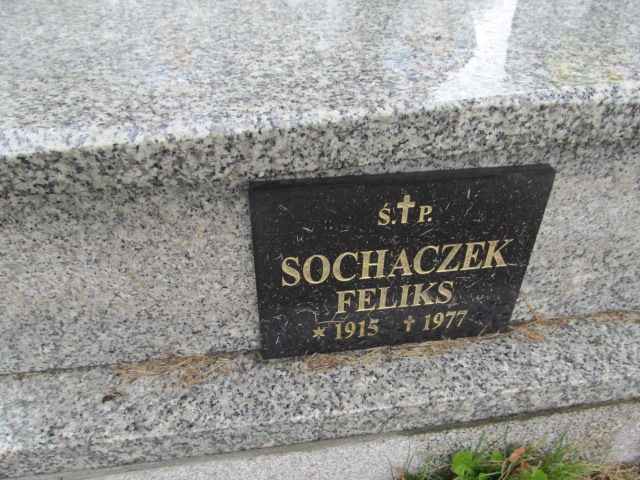 Ś.✝P.
SOCHACZEK
FELIKS
* 1915 ✝ 1977